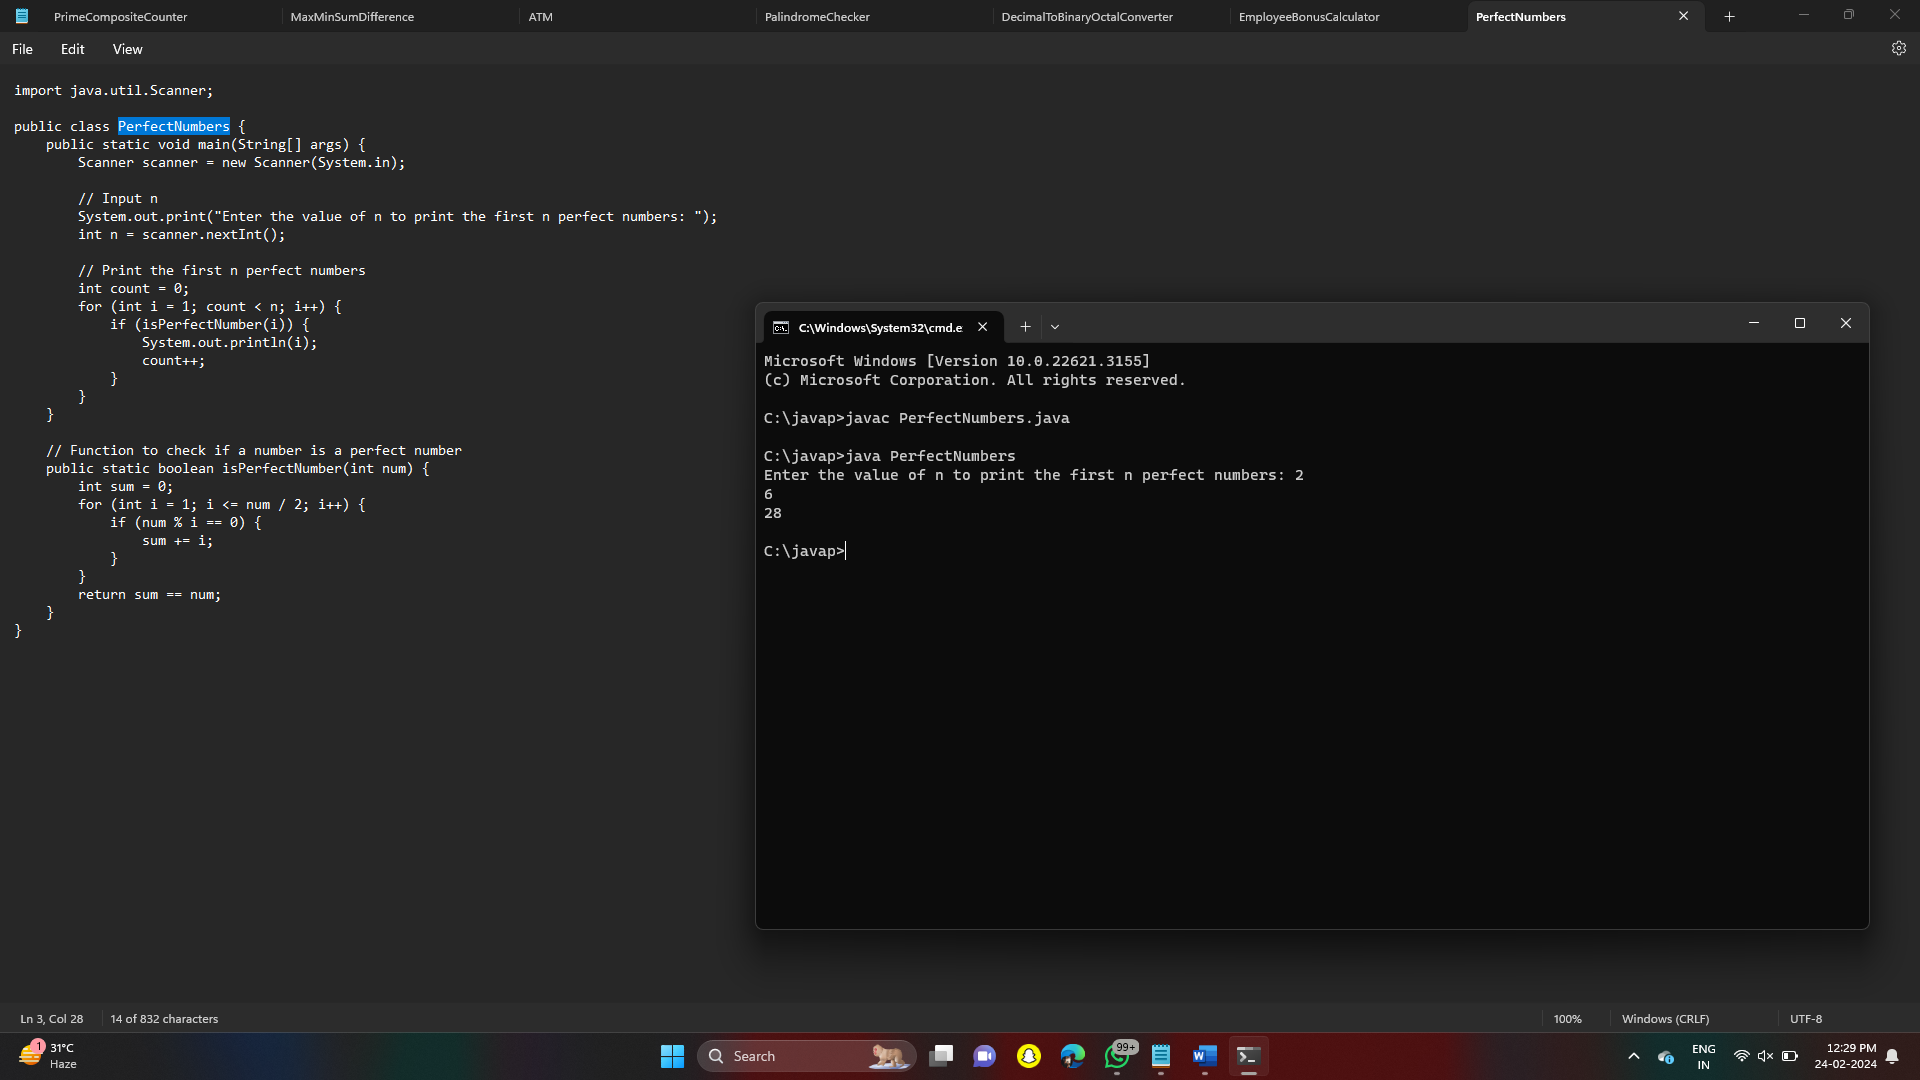 PrimeCompositeCounter
MaxMinSumDifference
ATM
PalindromeChecker
DecimalToBinaryOctalConverter
EmployeeBonusCalculator
PerfectNumbers
File Edit View
import java.util.Scanner;
public class PerfectNumbers {
    public static void main(String[] args) {
        Scanner scanner = new Scanner(System.in);
        // Input n
        System.out.print("Enter the value of n to print the first n perfect numbers: ");
        int n = scanner.nextInt();
        // Print the first n perfect numbers
        int count = 0;
        for (int i = 1; count < n; i++) {
            if (isPerfectNumber(i)) {
                System.out.println(i);
                count++;
            }
        }
    }
    // Function to check if a number is a perfect number
    public static boolean isPerfectNumber(int num) {
        int sum = 0;
        for (int i = 1; i <= num / 2; i++) {
            if (num % i == 0) {
                sum += i;
            }
        }
        return sum == num;
    }
}
C:\Windows\System32\cmd.e
Microsoft Windows [Version 10.0.22621.3155]
(c) Microsoft Corporation. All rights reserved.
C:\javap>javac PerfectNumbers.java
C:\javap>java PerfectNumbers
Enter the value of n to print the first n perfect numbers: 2
6
28
C:\javap>
Ln 3, Col 28
14 of 832 characters
100%
Windows (CRLF)
UTF-8
1
31°C
Haze
Search
99+
ENG
IN
12:29 PM
24-02-2024